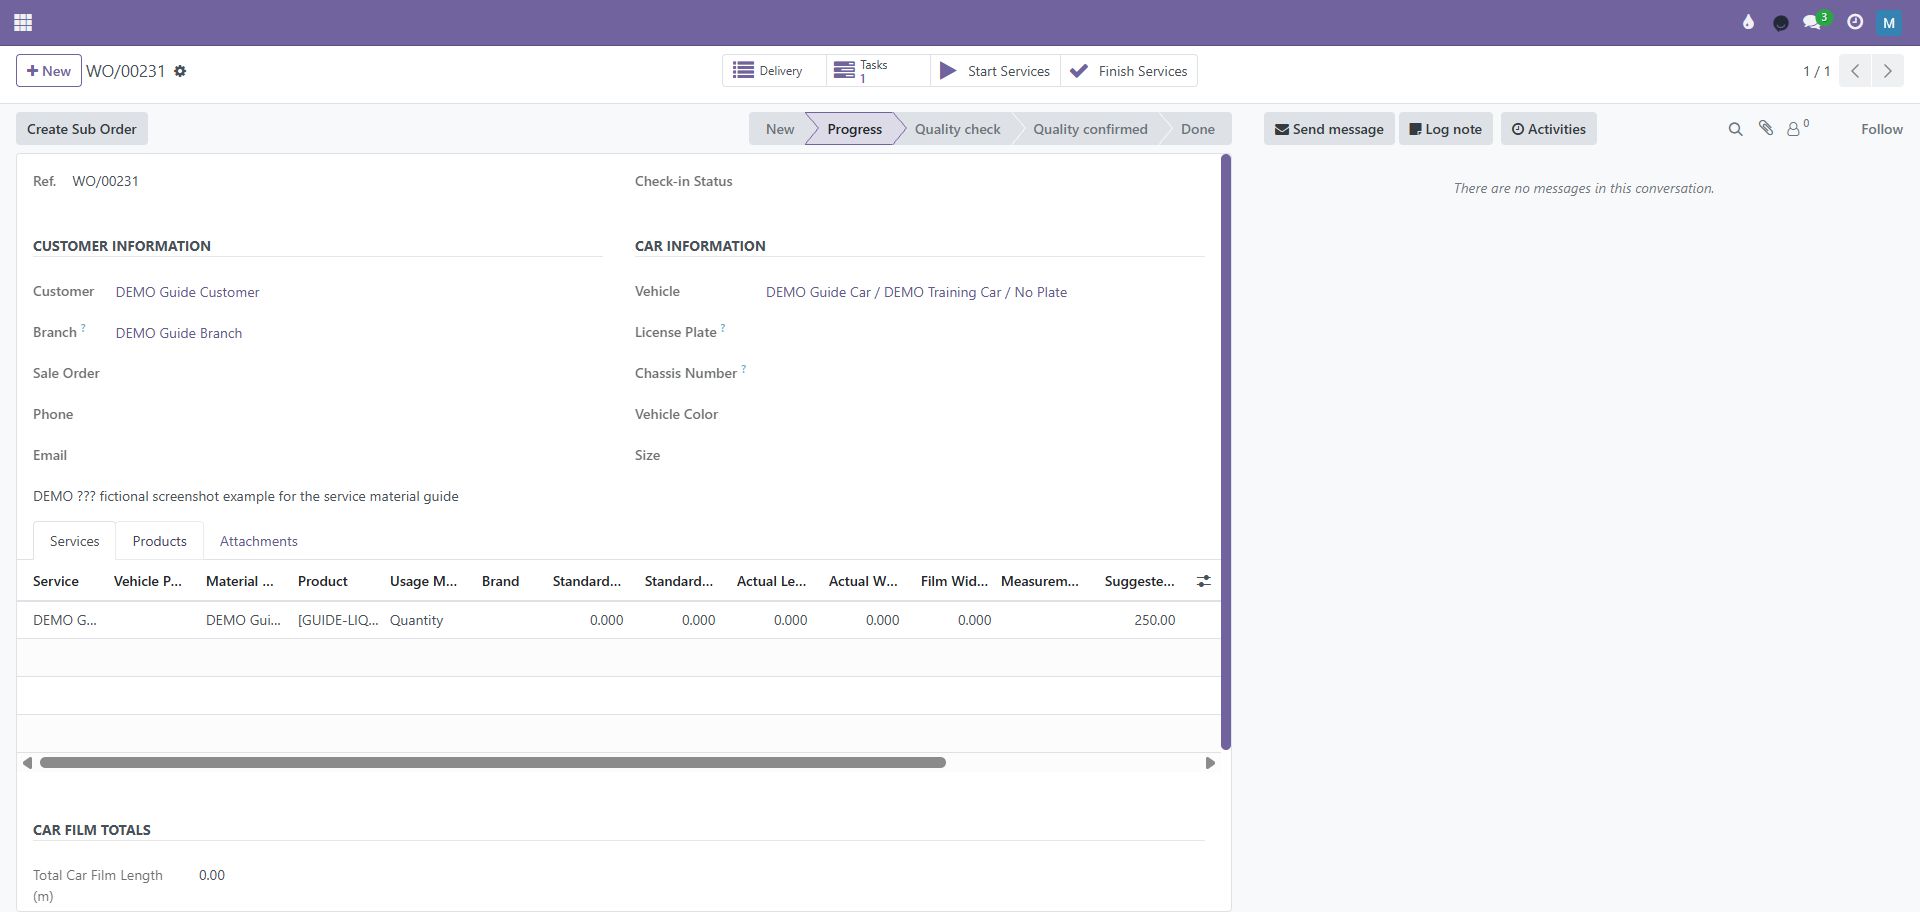 M
3
New
WO/00231
Delivery
Tasks
1
Start Services
Finish Services
1 / 1
Create Sub Order
New
Progress
Quality check
Quality confirmed
Done
Send message
Log note
Activities
0
Follow
Ref. WO/00231
Check-in Status
There are no messages in this conversation.
CUSTOMER INFORMATION
CAR INFORMATION
Customer DEMO Guide Customer
Vehicle DEMO Guide Car / DEMO Training Car / No Plate
Branch ? DEMO Guide Branch
License Plate ?
Sale Order
Chassis Number ?
Phone
Vehicle Color
Email
Size
DEMO ??? fictional screenshot example for the service material guide
Services Products Attachments
Service Vehicle P... Material ... Product Usage M... Brand Standard... Standard... Actual Le... Actual W... Film Wid... Measurem... Suggeste...
DEMO G... DEMO Gui... [GUIDE-LIQ... Quantity 0.000 0.000 0.000 0.000 0.000 250.00
CAR FILM TOTALS
Total Car Film Length 0.00
(m)